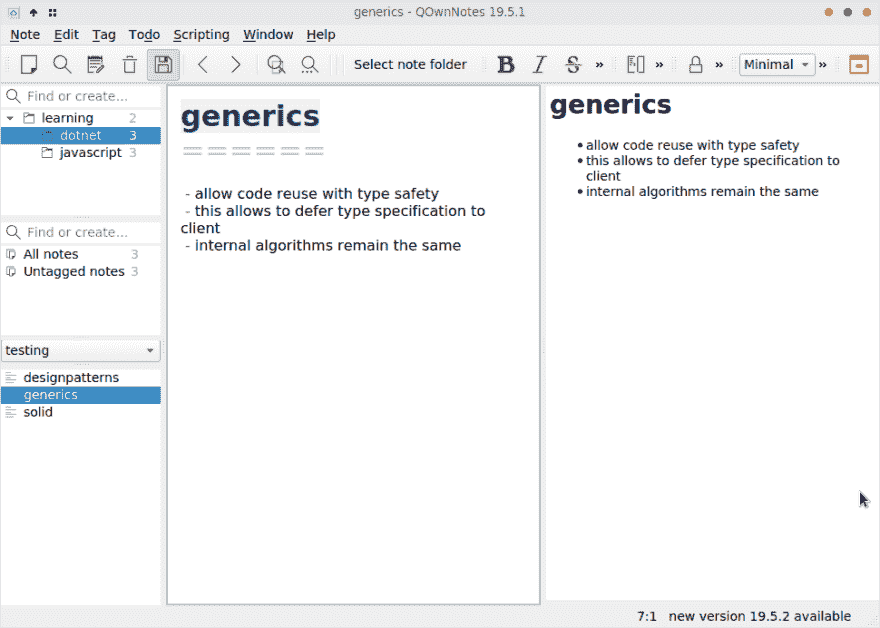 generics - QOwnNotes 19.5.1
Note Edit Tag Todo Scripting Window Help
Select note folder B I S » » » Minimal »
Find or create...
learning 2
dotnet 3
javascript 3
Find or create...
All notes 3
Untagged notes 3
testing
designpatterns
generics
solid
generics
======
- allow code reuse with type safety
- this allows to defer type specification to
client
- internal algorithms remain the same
generics
• allow code reuse with type safety
• this allows to defer type specification to
client
• internal algorithms remain the same
7:1 new version 19.5.2 available